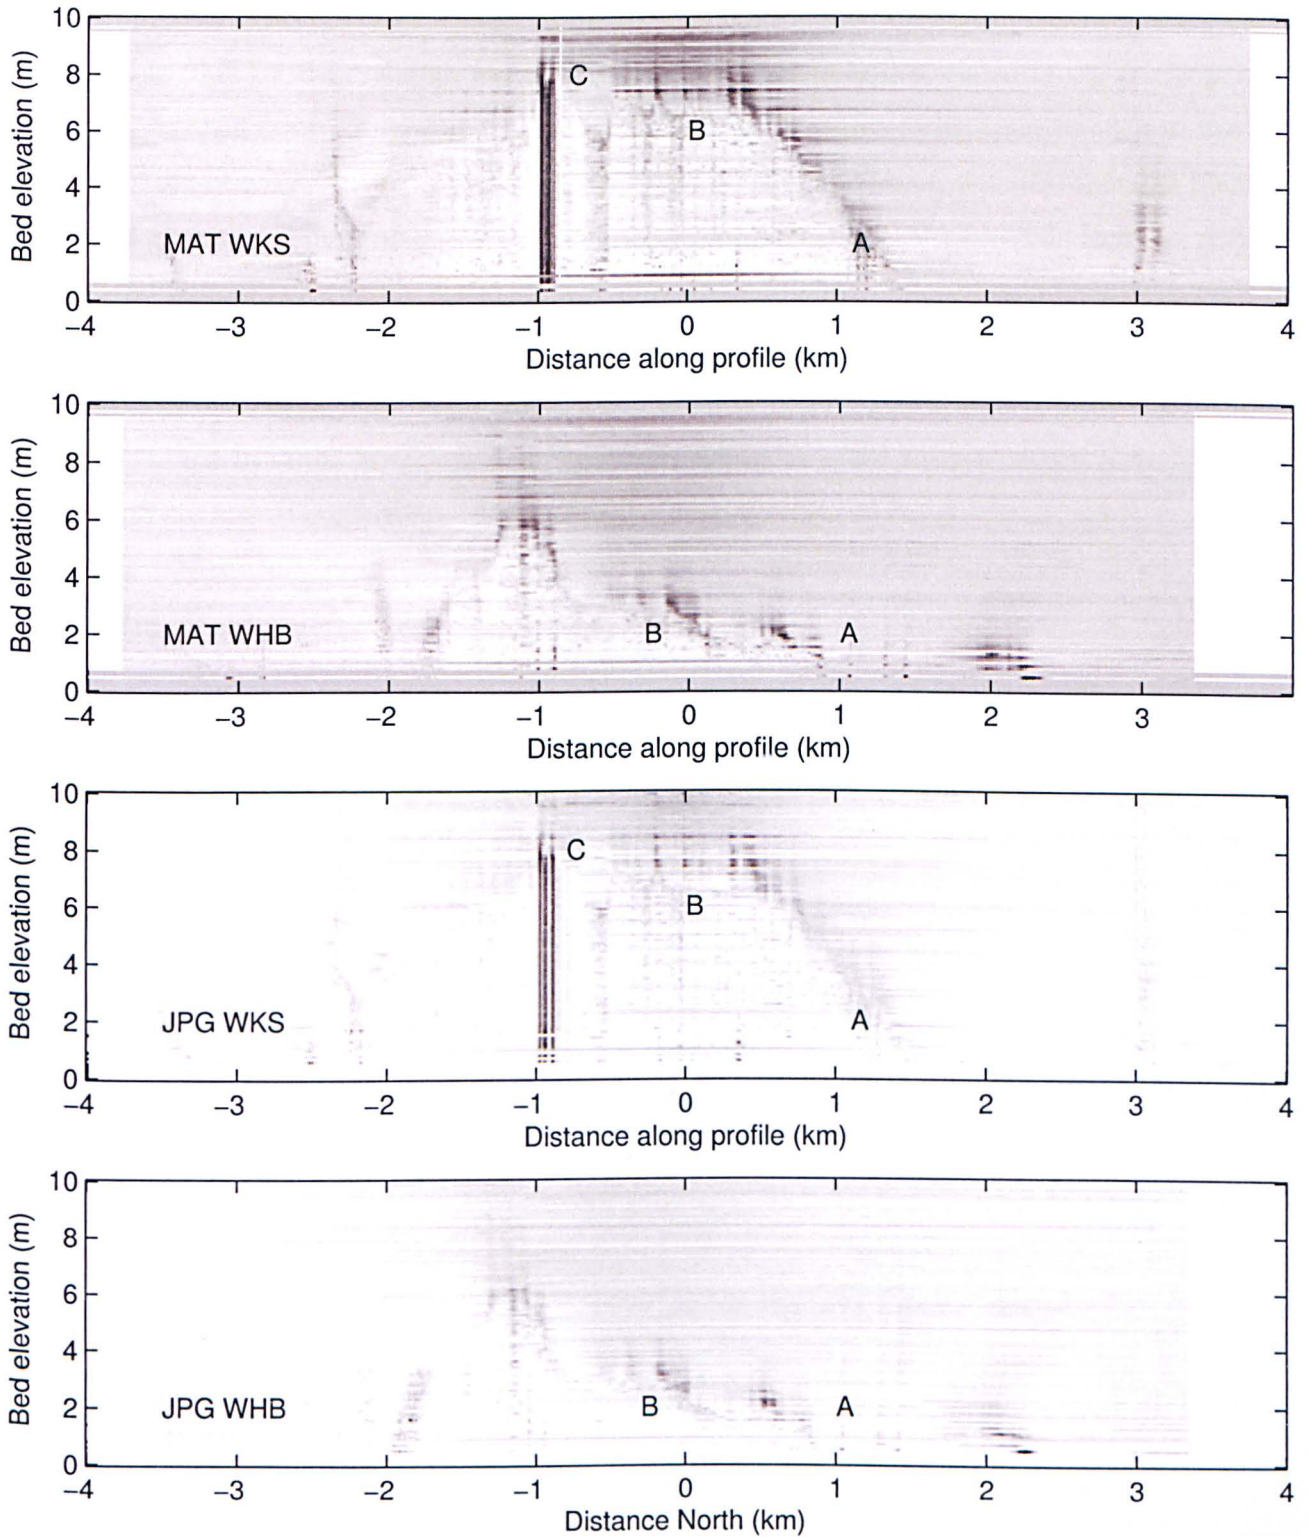 10
8
C
6
B
4
2
MAT WKS
A
0
−4 −3 −2 −1 0 1 2 3 4
Distance along profile (km)
Bed elevation (m)
10
8
6
4
2
MAT WHB
B
A
0
−4 −3 −2 −1 0 1 2 3
Distance along profile (km)
Bed elevation (m)
10
8
C
6
B
4
2
JPG WKS
A
0
−4 −3 −2 −1 0 1 2 3 4
Distance along profile (km)
Bed elevation (m)
10
8
6
4
2
JPG WHB
B
A
0
−4 −3 −2 −1 0 1 2 3 4
Distance North (km)
Bed elevation (m)